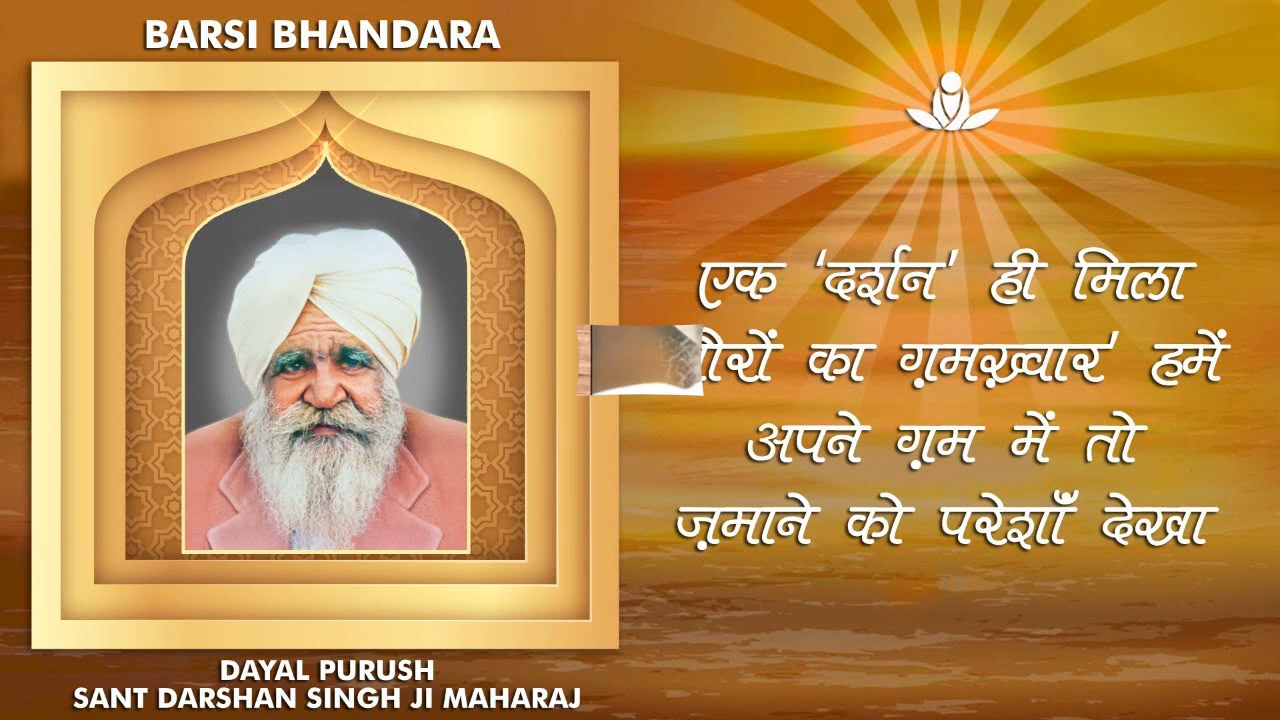 BARSI BHANDARA
एक 'दर्शन' ही मिला
का ग़मख़्वार' हमें
अपने ग़म में तो
ज़माने को परेशाँ देखा
DAYAL PURUSH
SANT DARSHAN SINGH JI MAHARAJ